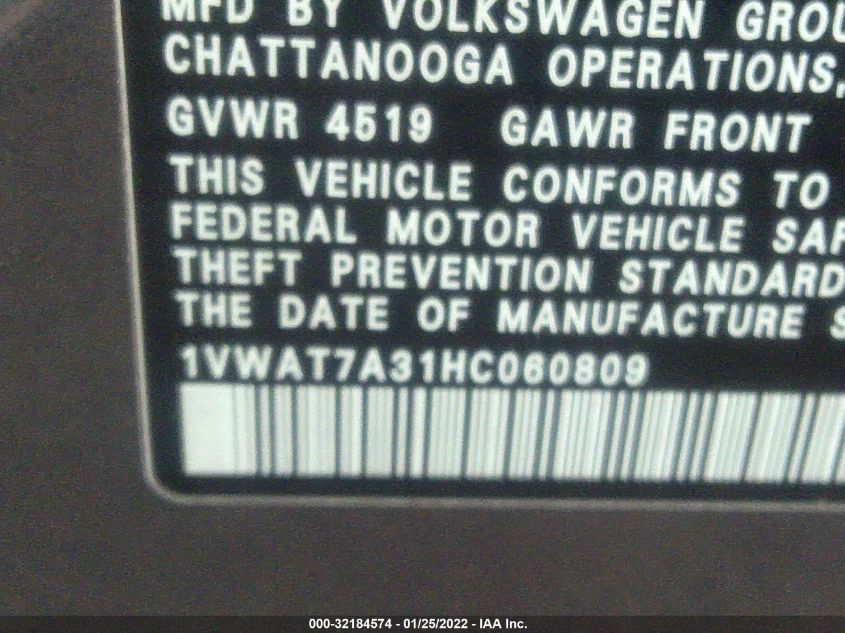 MFD BY VOLKSWAGEN GROU
CHATTANOOGA OPERATIONS,
GVWR 4519 GAWR FRONT
THIS VEHICLE CONFORMS TO
FEDERAL MOTOR VEHICLE SAF
THEFT PREVENTION STANDARD
THE DATE OF MANUFACTURE S
1VWAT7A31HC060809
000-32184574 - 01/25/2022 - IAA Inc.